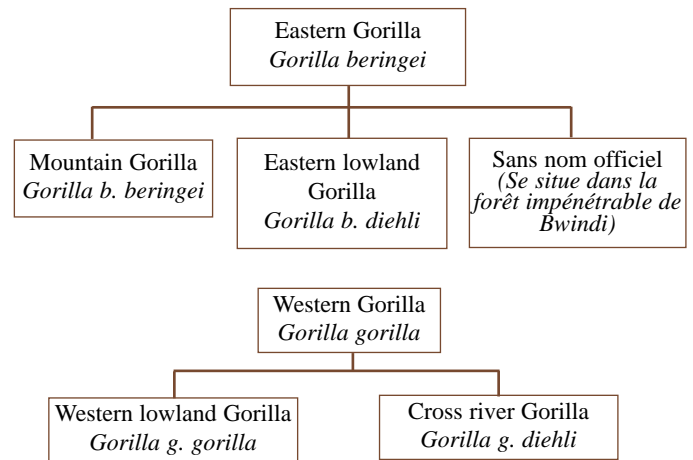 Eastern Gorilla
Gorilla beringei
Mountain Gorilla
Gorilla b. beringei
Eastern lowland
Gorilla
Gorilla b. diehli
Sans nom officiel
(Se situe dans la
forêt impénétrable de
Bwindi)
Western Gorilla
Gorilla gorilla
Western lowland Gorilla
Gorilla g. gorilla
Cross river Gorilla
Gorilla g. diehli